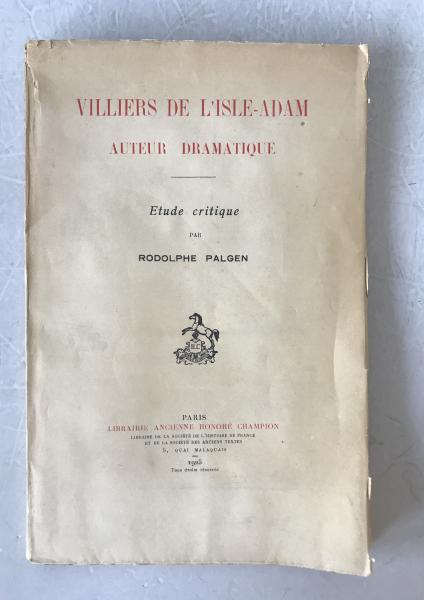 VILLIERS DE L'ISLE-ADAM
AUTEUR DRAMATIQUE
Etude critique
PAR
RODOLPHE PALGEN
H.C.
PARIS
LIBRAIRIE ANCIENNE HONORÉ CHAMPION
LIBRAIRE DE LA SOCIÉTÉ DE L'HISTOIRE DE FRANCE
ET DE LA SOCIÉTÉ DES ANCIENS TEXTES
5, QUAI MALAQUAIS
1925
Tous droits réservés